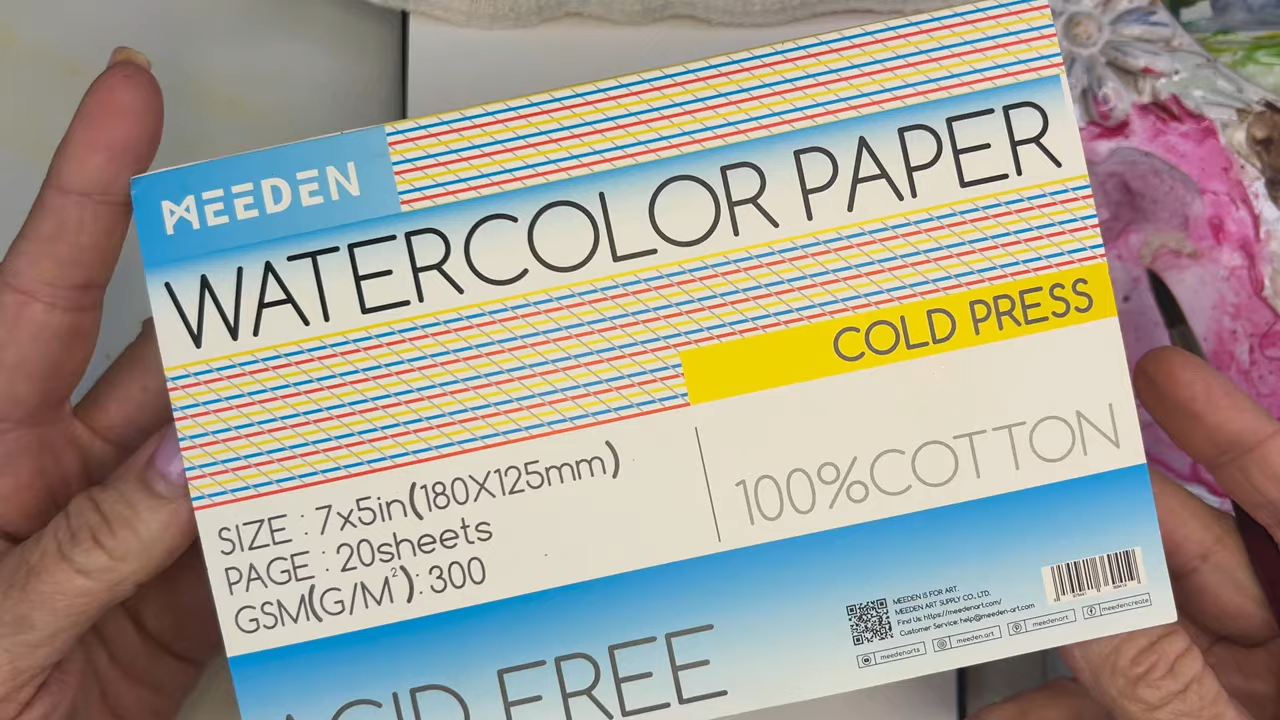 MEEDEN
WATERCOLOR PAPER
COLD PRESS
SIZE : 7x5in(180X125mm)
PAGE : 20sheets
GSM(G/M²): 300
100%COTTON
ACID FREE
MEEDEN IS FOR ART.
MEEDEN ART SUPPLY CO., LTD.
Find Us: https://meedenart.com/
Customer Service: help@meeden-art.com
meedenarts
meeden.art
meedenart
meedencreate